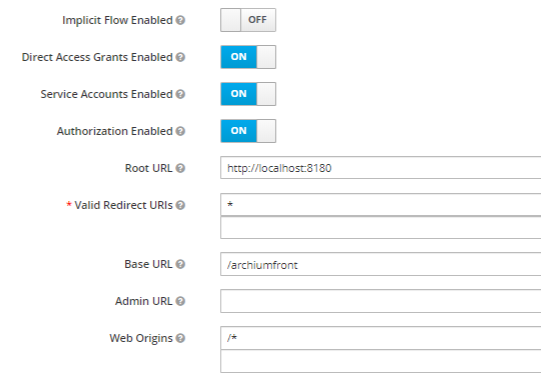 Implicit Flow Enabled OFF
Direct Access Grants Enabled ON
Service Accounts Enabled ON
Authorization Enabled ON
Root URL http://localhost:8180
* Valid Redirect URIs *
Base URL /archiumfront
Admin URL
Web Origins /*